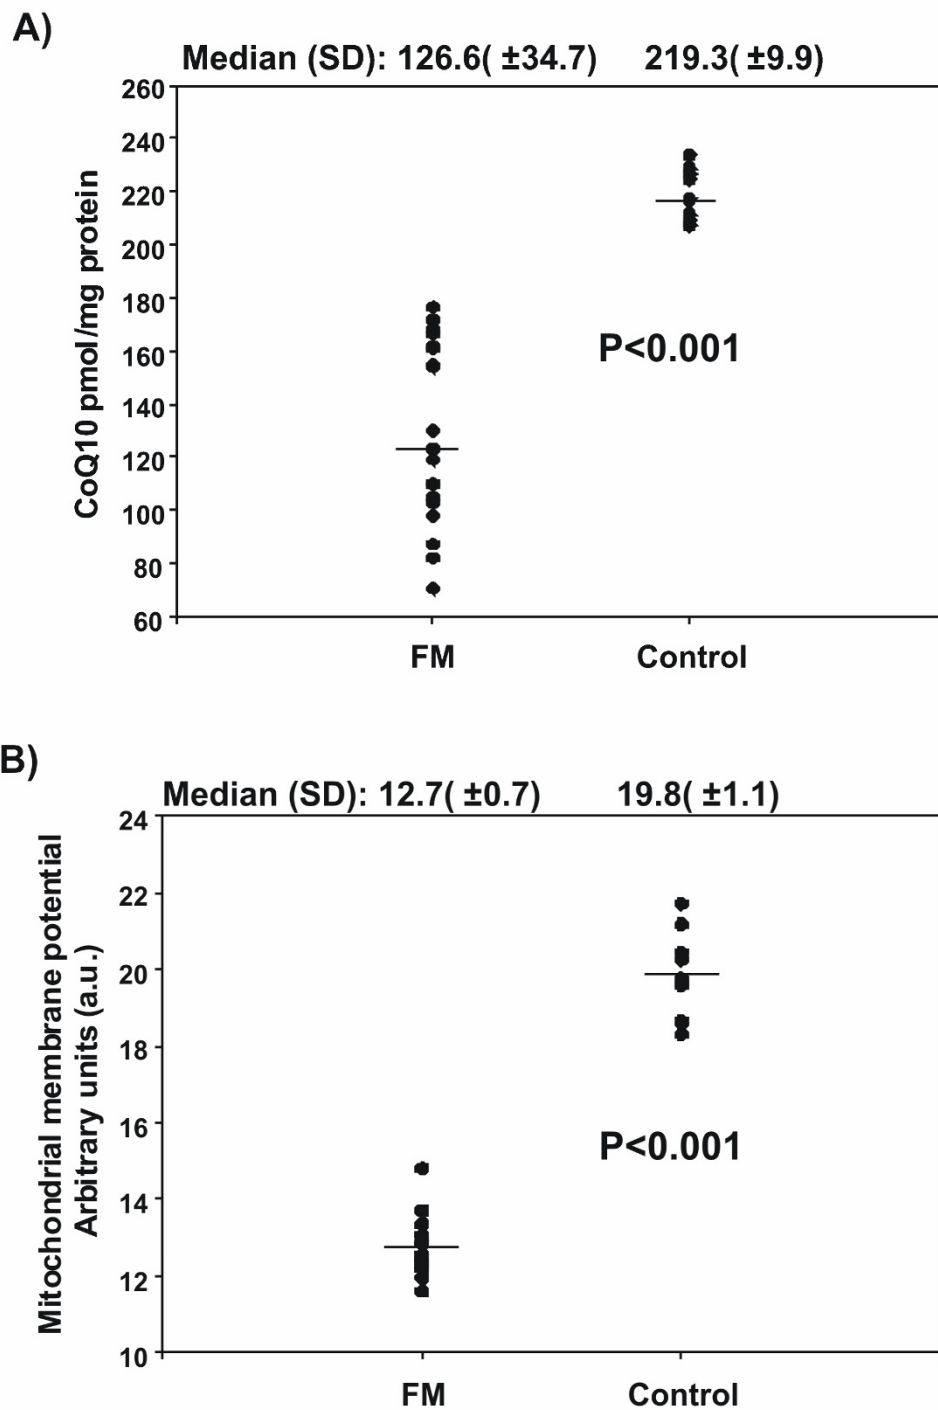 A)
Median (SD): 126.6( ±34.7) 219.3( ±9.9)
260
240
220
200
180
160
140
120
100
80
60
CoQ10 pmol/mg protein
P<0.001
FM Control
B)
Median (SD): 12.7( ±0.7) 19.8( ±1.1)
24
22
20
18
16
14
12
10
Mitochondrial membrane potential
Arbitrary units (a.u.)
P<0.001
FM Control